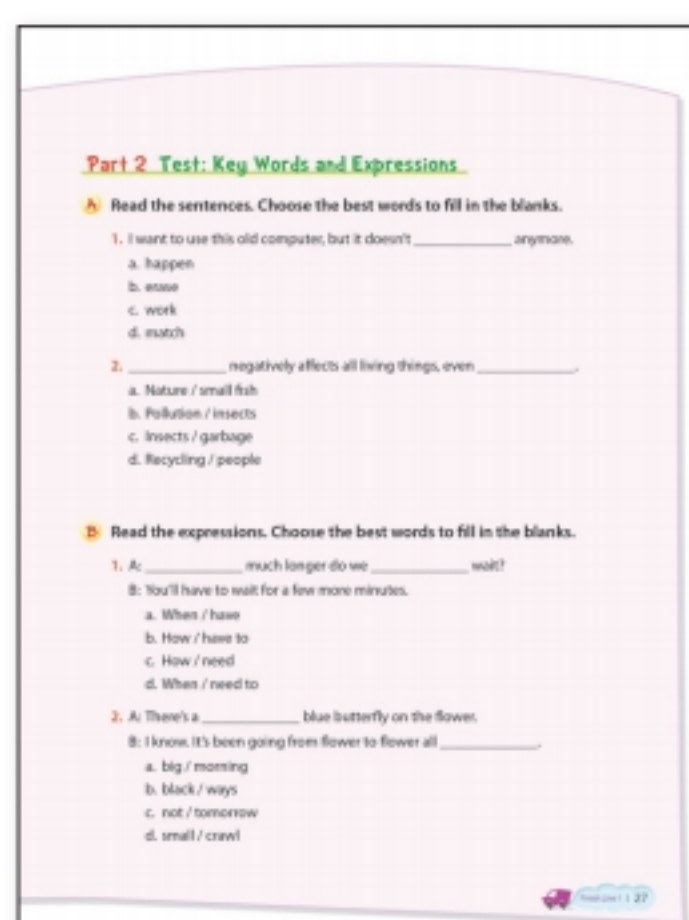 Part 2 Test: Key Words and Expressions
A Read the sentences. Choose the best words to fill in the blanks.
1. I want to use this old computer, but it doesn't ____________ anymore.
a. happen
b. erase
c. work
d. match
2. ____________ negatively affects all living things, even ____________.
a. Nature / small fish
b. Pollution / insects
c. Insects / garbage
d. Recycling / people
B Read the expressions. Choose the best words to fill in the blanks.
1. A: ____________ much longer do we ____________ wait?
B: You'll have to wait for a few more minutes.
a. When / have
b. How / have to
c. How / need
d. When / need to
2. A: There's a ____________ blue butterfly on the flower.
B: I know. It's been going from flower to flower all ____________.
a. big / morning
b. black / ways
c. not / tomorrow
d. small / crawl
27